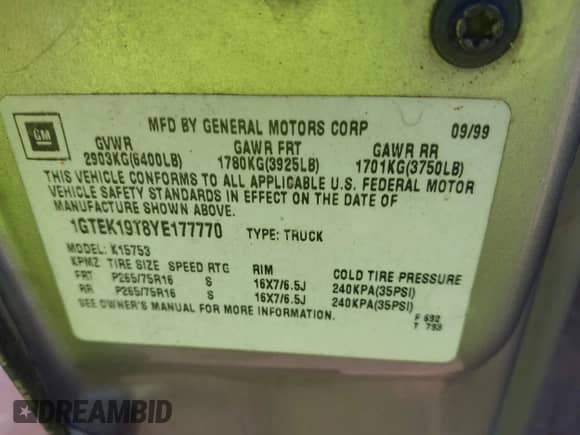 MFD BY GENERAL MOTORS CORP 09/99
GM
GVWR GAWR FRT GAWR RR
2903KG(6400LB) 1780KG(3925LB) 1701KG(3750LB)
THIS VEHICLE CONFORMS TO ALL APPLICABLE U.S. FEDERAL MOTOR
VEHICLE SAFETY STANDARDS IN EFFECT ON THE DATE OF
MANUFACTURE SHOWN ABOVE.
1GTEK19T8YE177770 TYPE: TRUCK
MODEL: K15753
KPMZ TIRE SIZE SPEED RTG RIM COLD TIRE PRESSURE
FRT P265/75R16 S 16X7/6.5J 240KPA(35PSI)
RR P265/75R16 S 16X7/6.5J 240KPA(35PSI)
SEE OWNER'S MANUAL FOR MORE INFORMATION.
F 692
T 793
DREAMBID